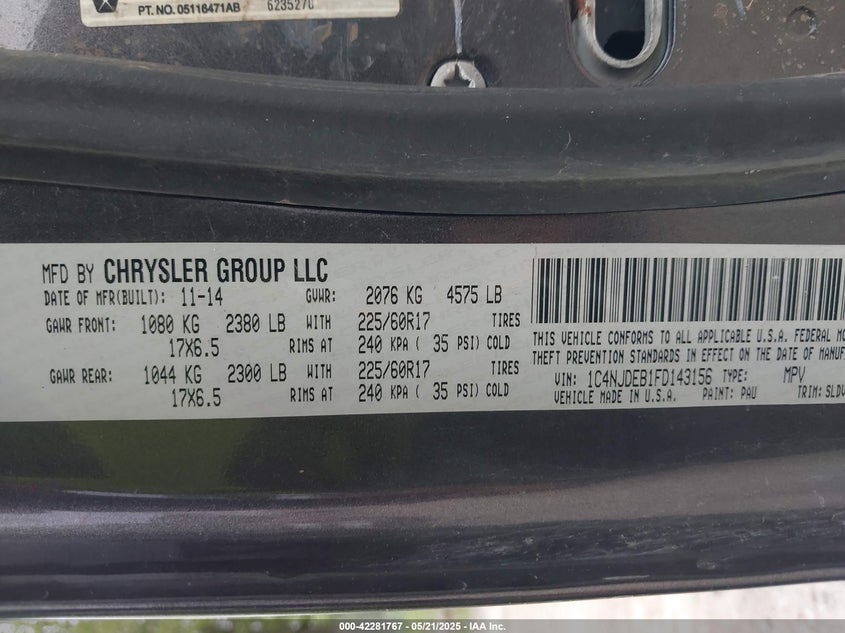 PT. NO. 05116471AB
MFD BY CHRYSLER GROUP LLC
DATE OF MFR(BUILT): 11-14 GVWR: 2076 KG 4575 LB
GAWR FRONT: 1080 KG 2380 LB WITH 225/60R17 TIRES
17X6.5 RIMS AT 240 KPA ( 35 PSI) COLD
GAWR REAR: 1044 KG 2300 LB WITH 225/60R17 TIRES
17X6.5 RIMS AT 240 KPA ( 35 PSI) COLD
THIS VEHICLE CONFORMS TO ALL APPLICABLE U.S.A. FEDERAL
THEFT PREVENTION STANDARDS IN EFFECT ON THE DATE OF
VIN: 1C4NJDEB1FD143156 TYPE: MPV
VEHICLE MADE IN U.S.A. PAINT: PAU TRIM:
000-42281767 - 05/21/2025 - IAA Inc.